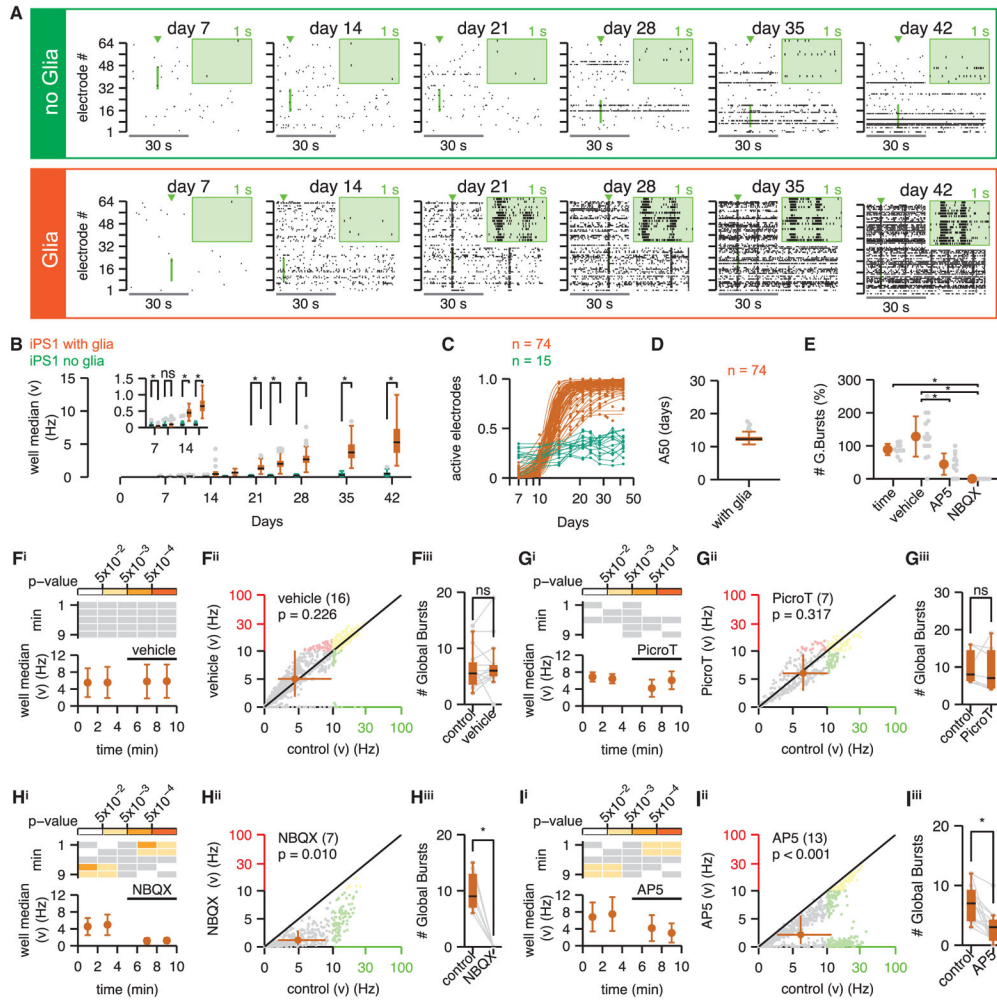 A
no Glia
electrode #
64
48
32
16
1
day 7
1 s
day 14
1 s
day 21
1 s
day 28
1 s
day 35
1 s
day 42
1 s
30 s
30 s
30 s
30 s
30 s
30 s
Glia
electrode #
64
48
32
16
1
day 7
1 s
day 14
1 s
day 21
1 s
day 28
1 s
day 35
1 s
day 42
1 s
30 s
30 s
30 s
30 s
30 s
30 s
B
iPS1 with glia
iPS1 no glia
well median (v)
(Hz)
15
10
5
0
1.5
1.0
0.5
0.0
* ns * *
7 14
* * * * *
0 7 14 21 28 35 42
Days
C
n = 74
n = 15
active electrodes
1.0
0.5
0.0
7 10 20 30 40 50
Days
D
n = 74
A50 (days)
30
20
10
0
with glia
E
# G.Bursts (%)
300
200
100
0
*
*
*
time
vehicle
AP5
NBQX
Fⁱ
5x10⁻²
5x10⁻³
5x10⁻⁴
p-value
min
1
9
vehicle
well median
(v) (Hz)
12
8
4
0
0 2 4 6 8 10
time (min)
Fⁱⁱ
vehicle (16)
p = 0.226
vehicle (v) (Hz)
100
30
10
5
0
0 5 10 30 100
control (v) (Hz)
Fⁱⁱⁱ
ns
# Global Bursts
20
10
0
control
vehicle
Gⁱ
5x10⁻²
5x10⁻³
5x10⁻⁴
p-value
min
1
9
PicroT
well median
(v) (Hz)
12
8
4
0
0 2 4 6 8 10
time (min)
Gⁱⁱ
PicroT (7)
p = 0.317
PicroT (v) (Hz)
100
30
10
5
0
0 5 10 30 100
control (v) (Hz)
Gⁱⁱⁱ
ns
# Global Bursts
30
20
10
0
control
PicroT
Hⁱ
5x10⁻²
5x10⁻³
5x10⁻⁴
p-value
min
1
9
NBQX
well median
(v) (Hz)
12
8
4
0
0 2 4 6 8 10
time (min)
Hⁱⁱ
NBQX (7)
p = 0.010
NBQX (v) (Hz)
100
30
10
5
0
0 5 10 30 100
control (v) (Hz)
Hⁱⁱⁱ
*
# Global Bursts
20
10
0
control
NBQX
Iⁱ
5x10⁻²
5x10⁻³
5x10⁻⁴
p-value
min
1
9
AP5
well median
(v) (Hz)
12
8
4
0
0 2 4 6 8 10
time (min)
Iⁱⁱ
AP5 (13)
p < 0.001
AP5 (v) (Hz)
100
30
10
5
0
0 5 10 30 100
control (v) (Hz)
Iⁱⁱⁱ
*
# Global Bursts
20
15
10
5
0
control
AP5